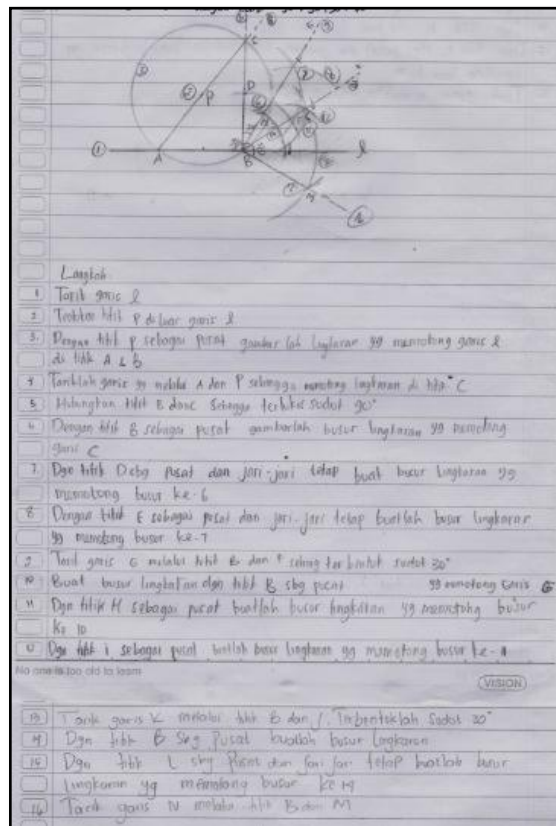 Langkah
1 Tarik garis l
2 Tentukan titik P di luar garis l
3. Dengan titik P sebagai pusat gambarlah lingkaran yg memotong garis l
di titik A & B
4 Tariklah garis yg melalui A dan P sehingga memotong lingkaran di titik C
5 Hubungkan titik B dan C sehingga terlukis sudut 90°
6 Dengan titik B sebagai pusat gambarlah busur lingkaran yg memotong
garis C
7. Dgn titik D sbg pusat dan jari-jari tetap buat busur lingkaran yg
memotong busur ke-6
8 Dengan titik E sebagai pusat dan jari-jari tetap buatlah busur lingkaran
yg memotong busur ke-7
9 Tarik garis G melalui titik B dan F terbentuk sudut 30°
10 Buat busur lingkaran dgn titik B sbg pusat yg memotong garis G
11 Dgn titik H sebagai pusat buatlah busur lingkaran yg memotong busur
ke 10
12 Dgn titik i sebagai pusat buatlah busur lingkaran yg memotong busur ke-11
No one is too old to learn
VISION
13 Tarik garis K melalui titik B dan Terbentuklah sudut 30°
14 Dgn titik B sbg pusat buatlah busur lingkaran
15 Dgn titik L sbg pusat dan jari jari tetap buatlah busur
lingkaran yg memotong busur ke 14
16 Tarik garis N melalui titik B dan M